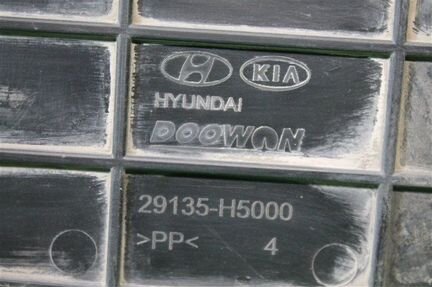 KIA
HYUNDAI
DOOWON
29135-H5000
>PP< 4